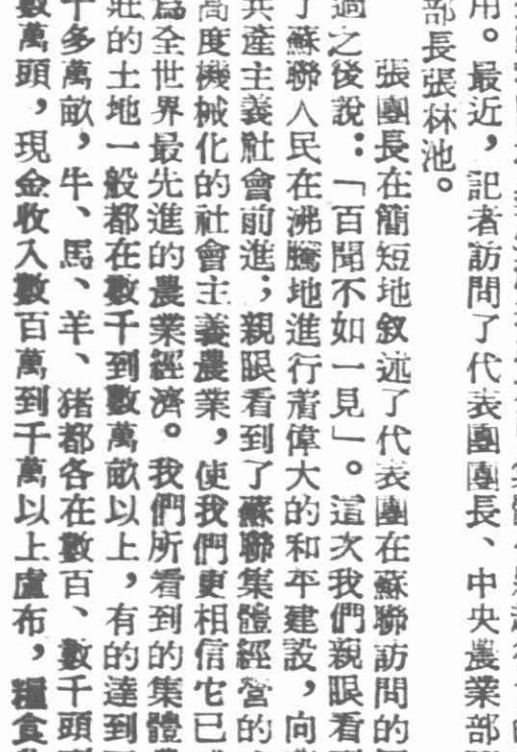 用。最近，記者訪問了代表團團長、中央農業部
部長張林池。
張團長在簡短地叙述了代表團在蘇聯訪問的
過之後說：「百聞不如一見」。這次我們親眼看
了蘇聯人民在沸騰地進行着偉大的和平建設，向
共產主義社會前進；親眼看到了蘇聯集體經營的
高度機械化的社會主義農業，使我們更相信它已
爲全世界最先進的農業經濟。我們所看到的集體
莊的土地一般都在數千到數萬畝以上，有的達到
十多萬畝，牛、馬、羊、猪都各在數百、數千頭
數萬頭，現金收入數百萬到千萬以上盧布，糧食